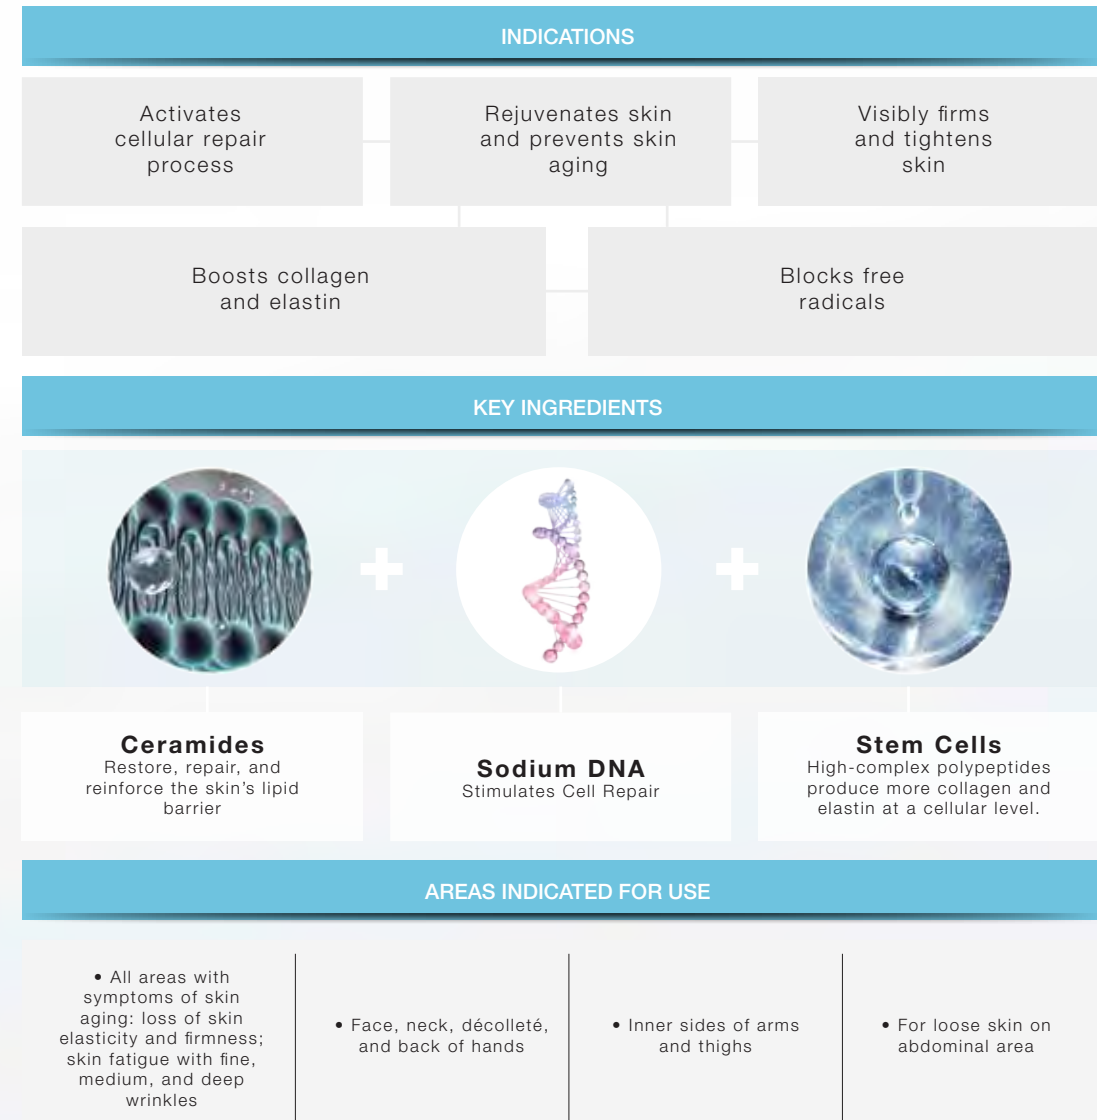 INDICATIONS
Activates
cellular repair
process
Rejuvenates skin
and prevents skin
aging
Visibly firms
and tightens
skin
Boosts collagen
and elastin
Blocks free
radicals
KEY INGREDIENTS
Ceramides
Restore, repair, and
reinforce the skin’s lipid
barrier
Sodium DNA
Stimulates Cell Repair
Stem Cells
High-complex polypeptides
produce more collagen and
elastin at a cellular level.
AREAS INDICATED FOR USE
• All areas with
symptoms of skin
aging: loss of skin
elasticity and firmness;
skin fatigue with fine,
medium, and deep
wrinkles
• Face, neck, décolleté,
and back of hands
• Inner sides of arms
and thighs
• For loose skin on
abdominal area